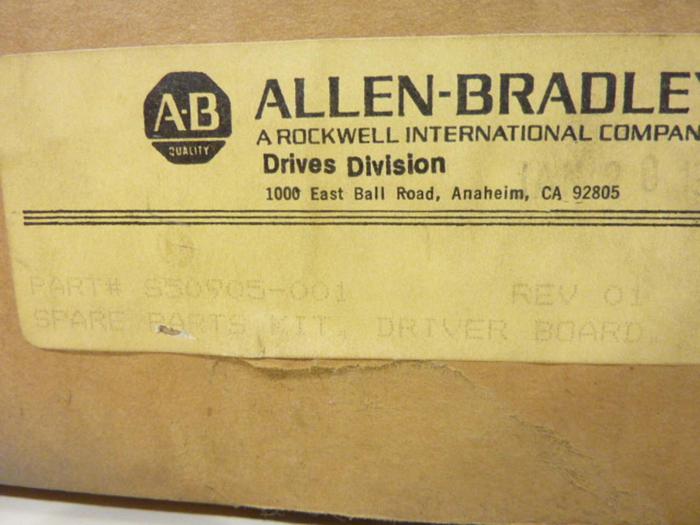 A-B
QUALITY
ALLEN-BRADLEY
A ROCKWELL INTERNATIONAL COMPAN
Drives Division
1000 East Ball Road, Anaheim, CA 92805
PART# S50905-001 REV 01
SPARE PARTS KIT, DRIVER BOARD